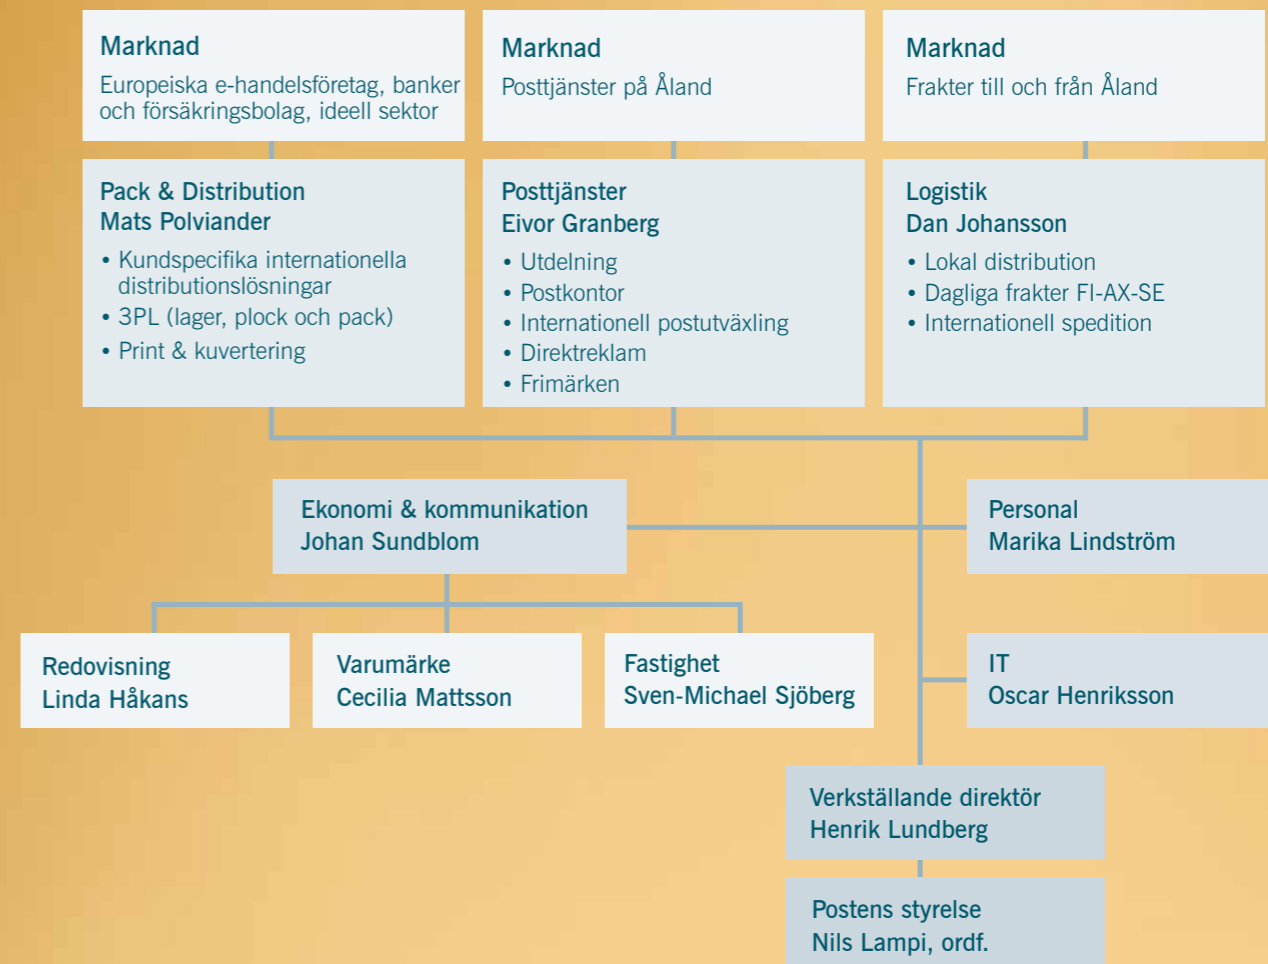 Marknad
Europeiska e-handelsföretag, banker
och försäkringsbolag, ideell sektor
Marknad
Posttjänster på Åland
Marknad
Frakter till och från Åland
Pack & Distribution
Mats Polviander
• Kundspecifika internationella
distributionslösningar
• 3PL (lager, plock och pack)
• Print & kuvertering
Posttjänster
Eivor Granberg
• Utdelning
• Postkontor
• Internationell postutväxling
• Direktreklam
• Frimärken
Logistik
Dan Johansson
• Lokal distribution
• Dagliga frakter FI-AX-SE
• Internationell spedition
Ekonomi & kommunikation
Johan Sundblom
Personal
Marika Lindström
Redovisning
Linda Håkans
Varumärke
Cecilia Mattsson
Fastighet
Sven-Michael Sjöberg
IT
Oscar Henriksson
Verkställande direktör
Henrik Lundberg
Postens styrelse
Nils Lampi, ordf.